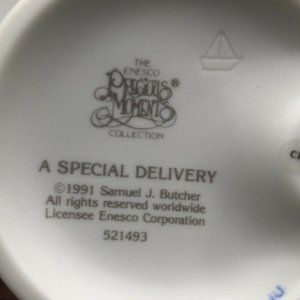 THE
ENESCO
PRECIOUS
MOMENTS®
COLLECTION
A SPECIAL DELIVERY
©1991 Samuel J. Butcher
All rights reserved worldwide
Licensee Enesco Corporation
521493